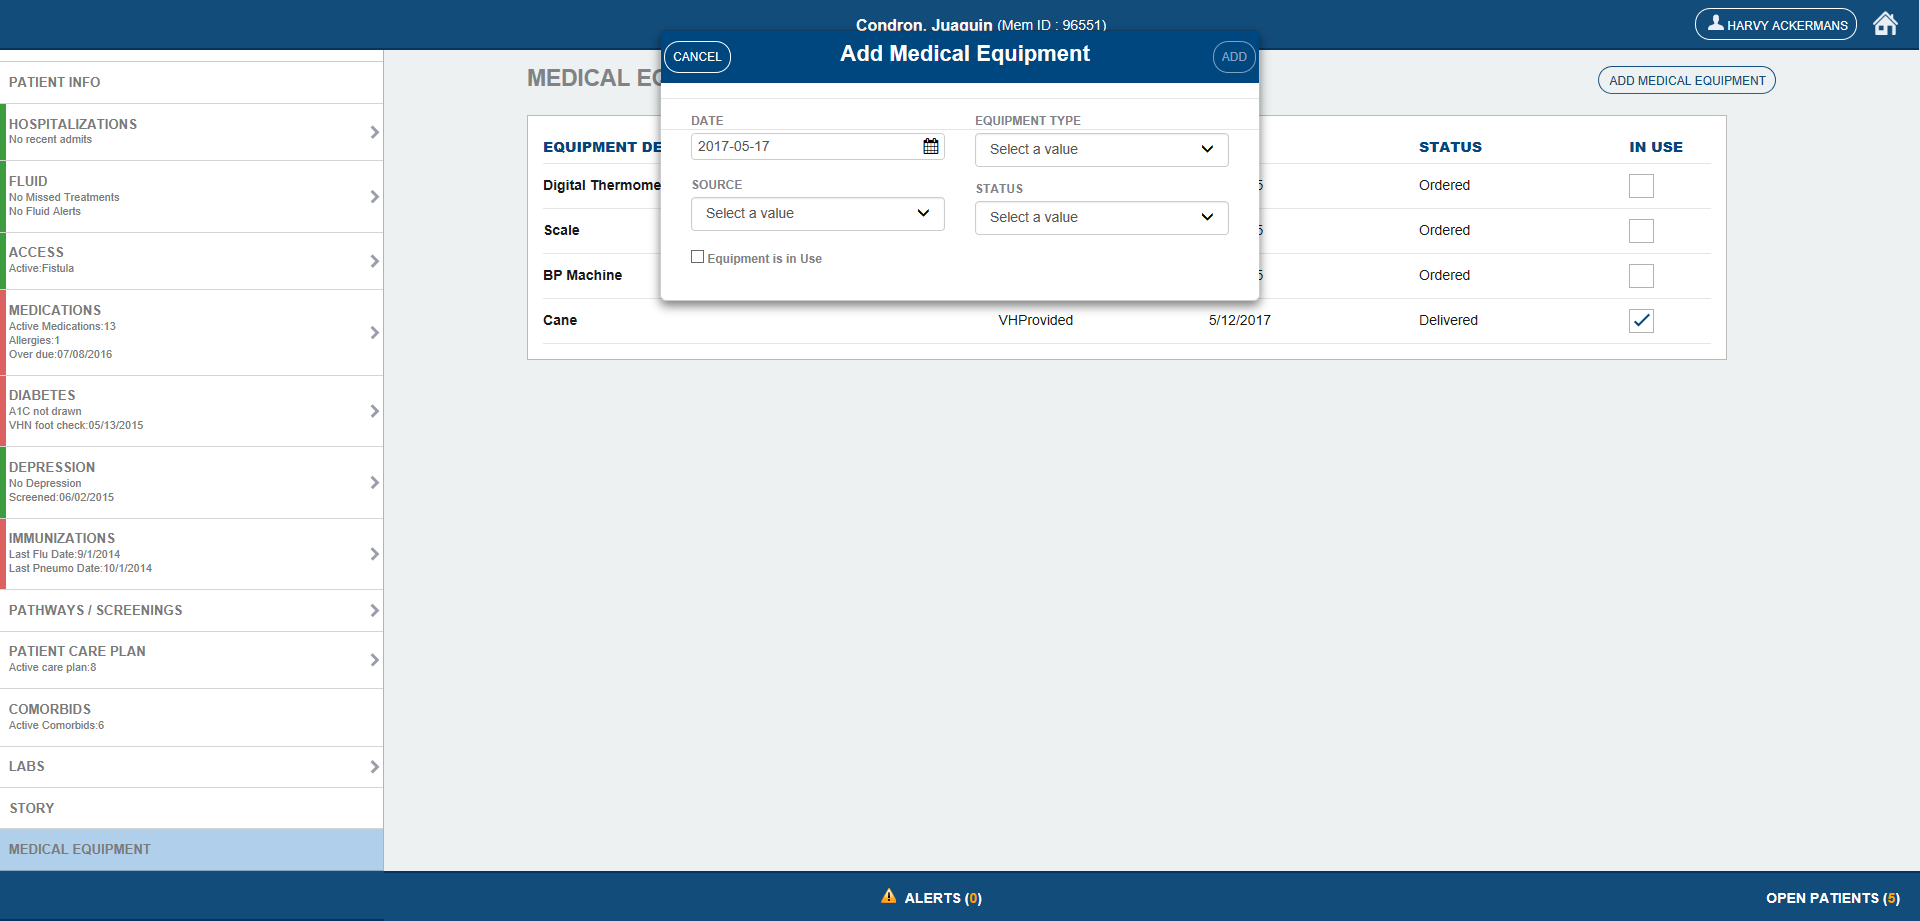 Condron, Juaquin (Mem ID : 96551)
HARVY ACKERMANS
CANCEL
Add Medical Equipment
ADD
PATIENT INFO
HOSPITALIZATIONS
No recent admits
FLUID
No Missed Treatments
No Fluid Alerts
ACCESS
Active:Fistula
MEDICATIONS
Active Medications:13
Allergies:1
Over due:07/08/2016
DIABETES
A1C not drawn
VHN foot check:05/13/2015
DEPRESSION
No Depression
Screened:06/02/2015
IMMUNIZATIONS
Last Flu Date:9/1/2014
Last Pneumo Date:10/1/2014
PATHWAYS / SCREENINGS
PATIENT CARE PLAN
Active care plan:8
COMORBIDS
Active Comorbids:6
LABS
STORY
MEDICAL EQUIPMENT
MEDICAL EQ
ADD MEDICAL EQUIPMENT
DATE
2017-05-17
EQUIPMENT TYPE
Select a value
SOURCE
Select a value
STATUS
Select a value
Equipment is in Use
EQUIPMENT DE STATUS IN USE
Digital Thermome 5 Ordered
Scale 5 Ordered
BP Machine 5 Ordered
Cane VHProvided 5/12/2017 Delivered
ALERTS (0)
OPEN PATIENTS (5)